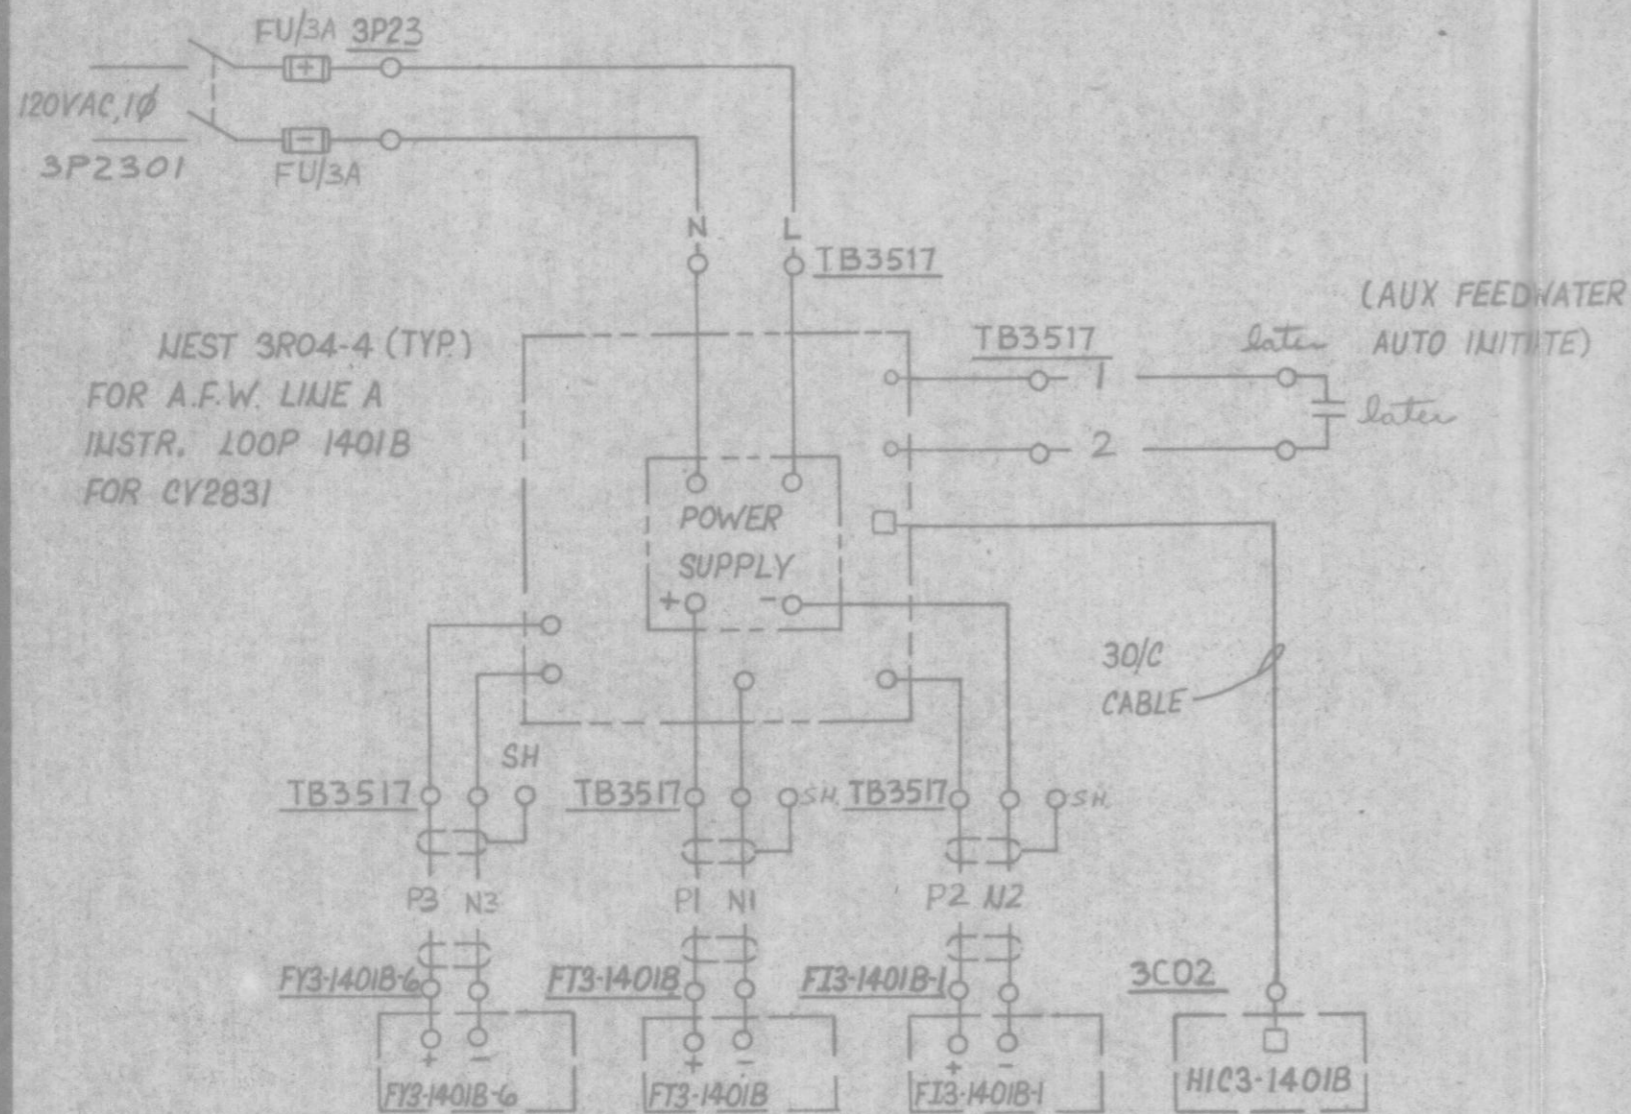 FU/3A 3P23
120VAC,1Ø
3P2301
FU/3A
N L
TB3517
(AUX FEEDWATER
AUTO INITITE)
NEST 3R04-4 (TYP.)
FOR A.F.W. LINE A
INSTR. LOOP 1401B
FOR CV2831
TB3517
later
1
later
2
POWER
SUPPLY
+ -
30/C
CABLE
SH
TB3517 TB3517 SH. TB3517 SH.
P3 N3 P1 N1 P2 N2
FY3-1401B-6 FT3-1401B FI3-1401B-1 3C02
+ - + - + -
FY3-1401B-6 FT3-1401B FI3-1401B-1 HIC3-1401B